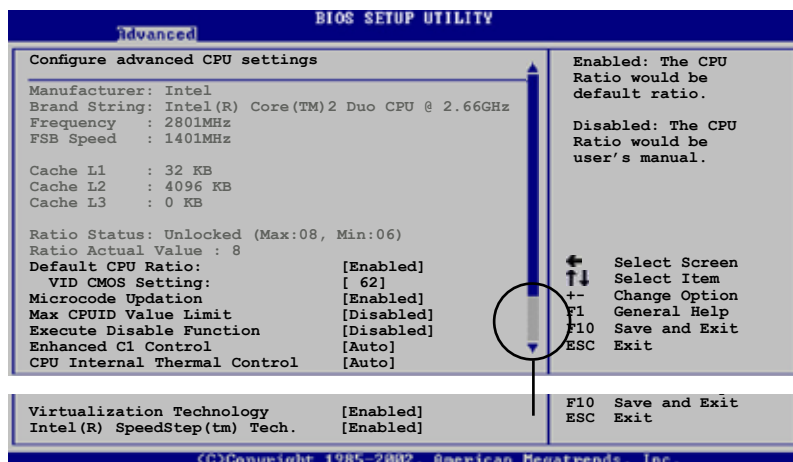 BIOS SETUP UTILITY
Advanced
Configure advanced CPU settings
Manufacturer: Intel
Brand String: Intel(R) Core(TM)2 Duo CPU @ 2.66GHz
Frequency : 2801MHz
FSB Speed : 1401MHz
Cache L1 : 32 KB
Cache L2 : 4096 KB
Cache L3 : 0 KB
Ratio Status: Unlocked (Max:08, Min:06)
Ratio Actual Value : 8
Default CPU Ratio: [Enabled]
VID CMOS Setting: [ 62]
Microcode Updation [Enabled]
Max CPUID Value Limit [Disabled]
Execute Disable Function [Disabled]
Enhanced C1 Control [Auto]
CPU Internal Thermal Control [Auto]
Enabled: The CPU
Ratio would be
default ratio.
Disabled: The CPU
Ratio would be
user's manual.
Select Screen
↑↓ Select Item
+- Change Option
F1 General Help
F10 Save and Exit
ESC Exit
Virtualization Technology [Enabled]
Intel(R) SpeedStep(tm) Tech. [Enabled]
F10 Save and Exit
ESC Exit
(C)Copyright 1985-2002, American Megatrends, Inc.